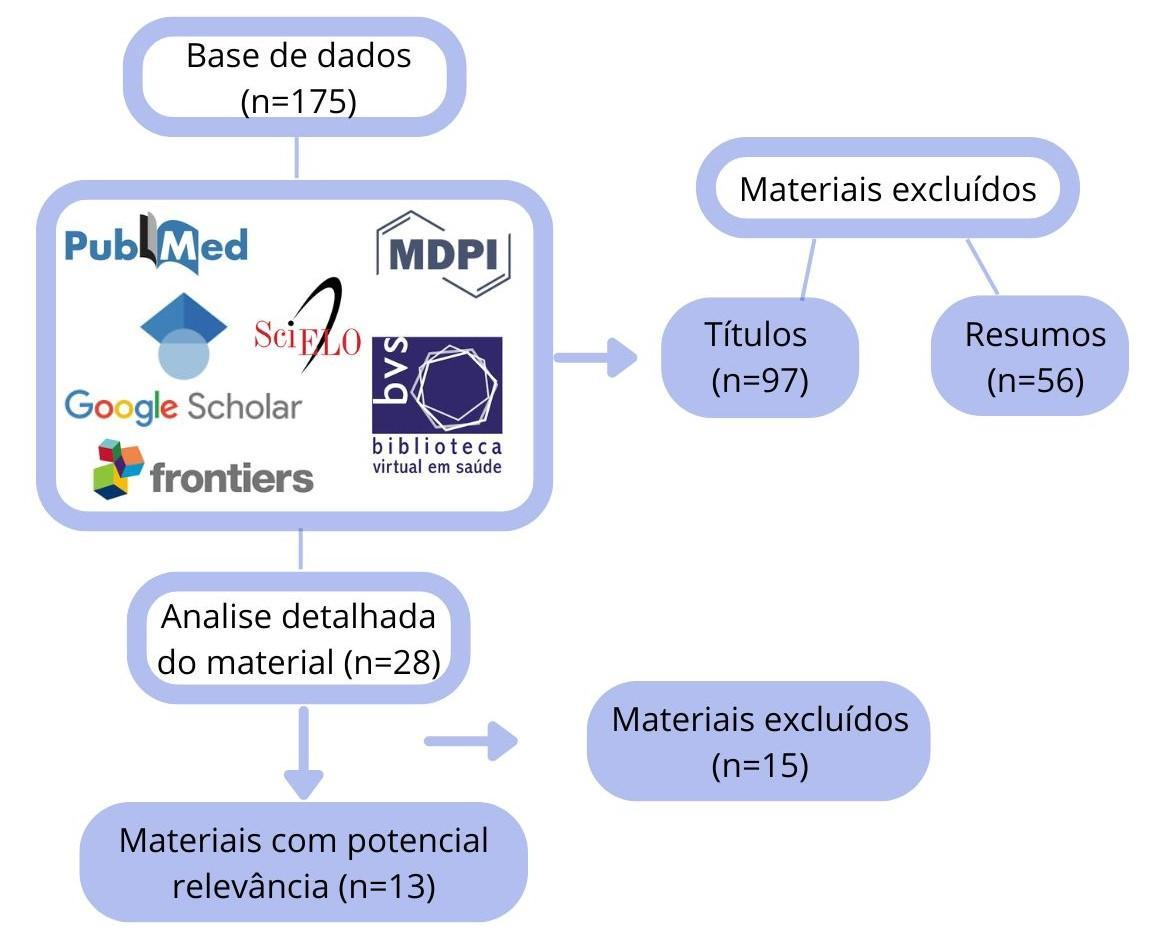 Base de dados
(n=175)
PubMed
MDPI
SciELO
Google Scholar
bvs
biblioteca
virtual em saúde
frontiers
Materiais excluídos
Títulos
(n=97)
Resumos
(n=56)
Analise detalhada
do material (n=28)
Materiais excluídos
(n=15)
Materiais com potencial
relevância (n=13)